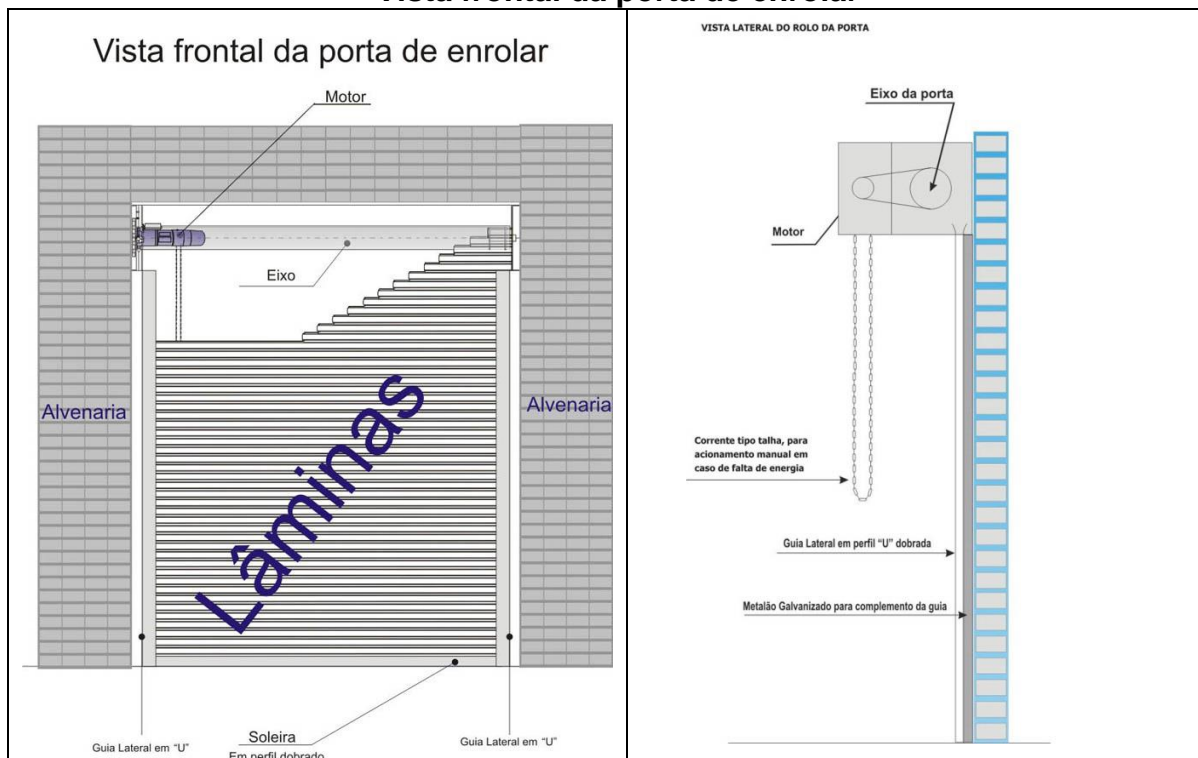 Vista frontal da porta de enrolar
Vista frontal da porta de enrolar
Motor
Eixo
Alvenaria
Alvenaria
Lâminas
Guia Lateral em "U"
Soleira
Em perfil dobrado
Guia Lateral em "U"
VISTA LATERAL DO ROLO DA PORTA
Eixo da porta
Motor
Corrente tipo talha, para
acionamento manual em
caso de falta de energia
Guia Lateral em perfil "U" dobrada
Metalão Galvanizado para complemento da guia